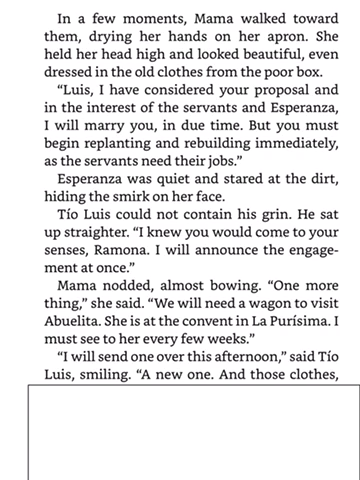 In a few moments, Mama walked toward
them, drying her hands on her apron. She
held her head high and looked beautiful, even
dressed in the old clothes from the poor box.
“Luis, I have considered your proposal and
in the interest of the servants and Esperanza,
I will marry you, in due time. But you must
begin replanting and rebuilding immediately,
as the servants need their jobs.”
Esperanza was quiet and stared at the dirt,
hiding the smirk on her face.
Tío Luis could not contain his grin. He sat
up straighter. “I knew you would come to your
senses, Ramona. I will announce the engage-
ment at once.”
Mama nodded, almost bowing. “One more
thing,” she said. “We will need a wagon to visit
Abuelita. She is at the convent in La Purísima. I
must see to her every few weeks.”
“I will send one over this afternoon,” said Tío
Luis, smiling. “A new one. And those clothes,